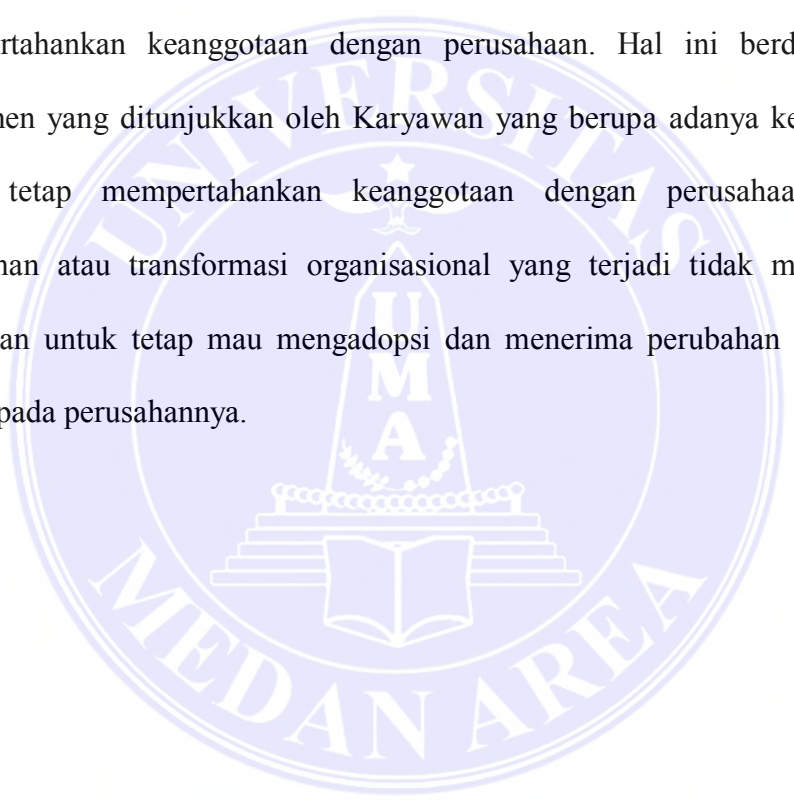 ertahankan keanggotaan dengan perusahaan. Hal ini berd
nen yang ditunjukkan oleh Karyawan yang berupa adanya ke
tetap mempertahankan keanggotaan dengan perusahaa
nan atau transformasi organisasional yang terjadi tidak m
an untuk tetap mau mengadopsi dan menerima perubahan
pada perusahannya.
UNIVERSITAS
U
M
A
MEDAN AREA